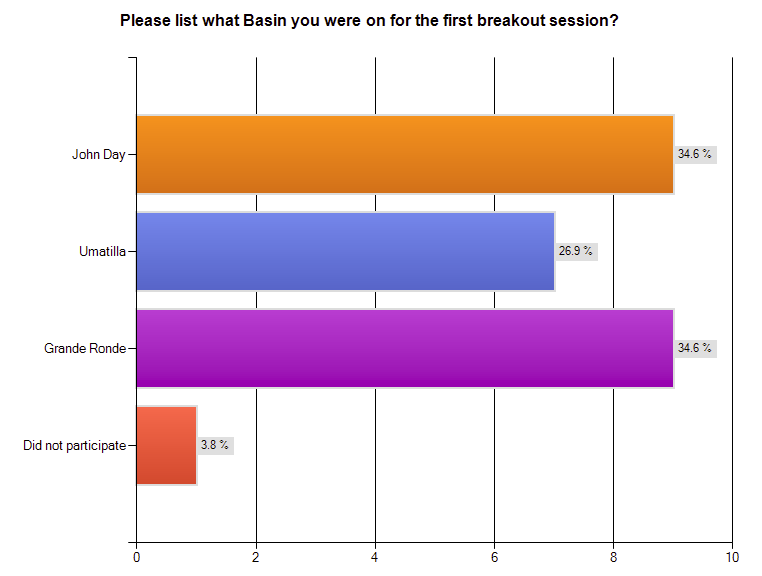 Please list what Basin you were on for the first breakout session?
John Day
34.6 %
Umatilla
26.9 %
Grande Ronde
34.6 %
Did not participate
3.8 %
0 2 4 6 8 10